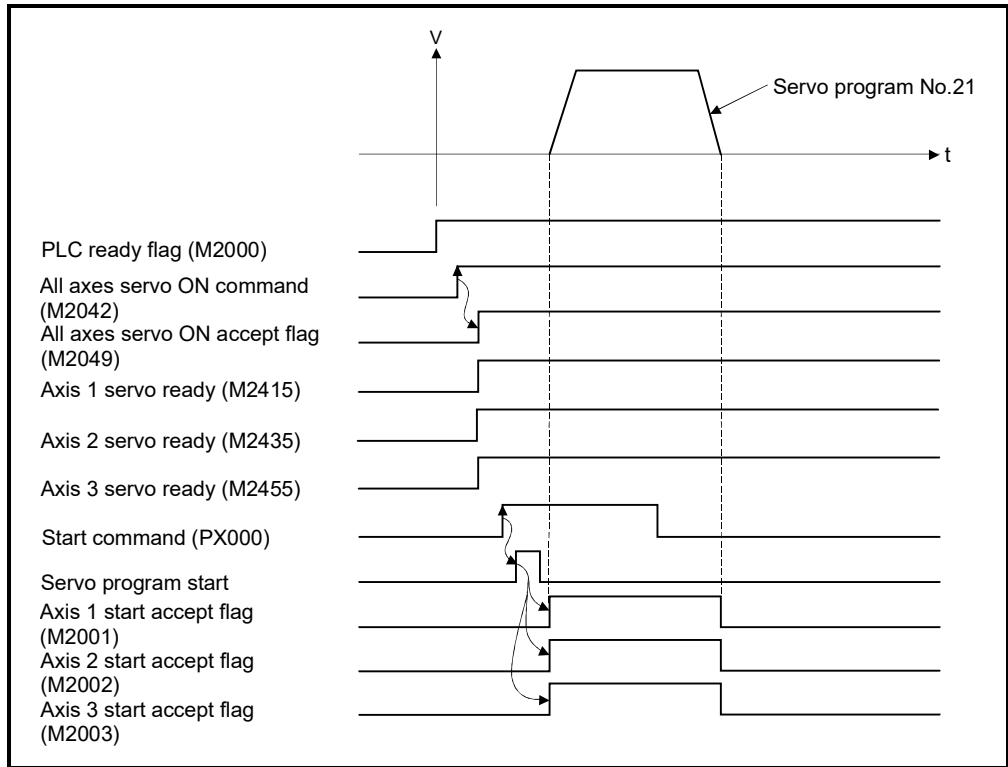 V
Servo program No.21
t
PLC ready flag (M2000)
All axes servo ON command
(M2042)
All axes servo ON accept flag
(M2049)
Axis 1 servo ready (M2415)
Axis 2 servo ready (M2435)
Axis 3 servo ready (M2455)
Start command (PX000)
Servo program start
Axis 1 start accept flag
(M2001)
Axis 2 start accept flag
(M2002)
Axis 3 start accept flag
(M2003)